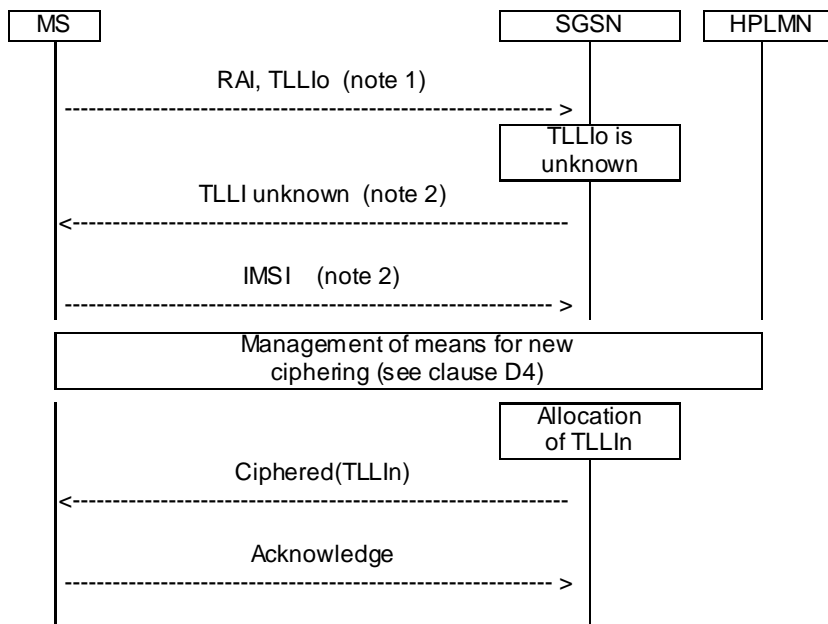 MS SGSN HPLMN
RAI, TLLIo (note 1)
TLLIo is
unknown
TLLI unknown (note 2)
IMSI (note 2)
Management of means for new
ciphering (see clause D4)
Allocation
of TLLIn
Ciphered(TLLIn)
Acknowledge